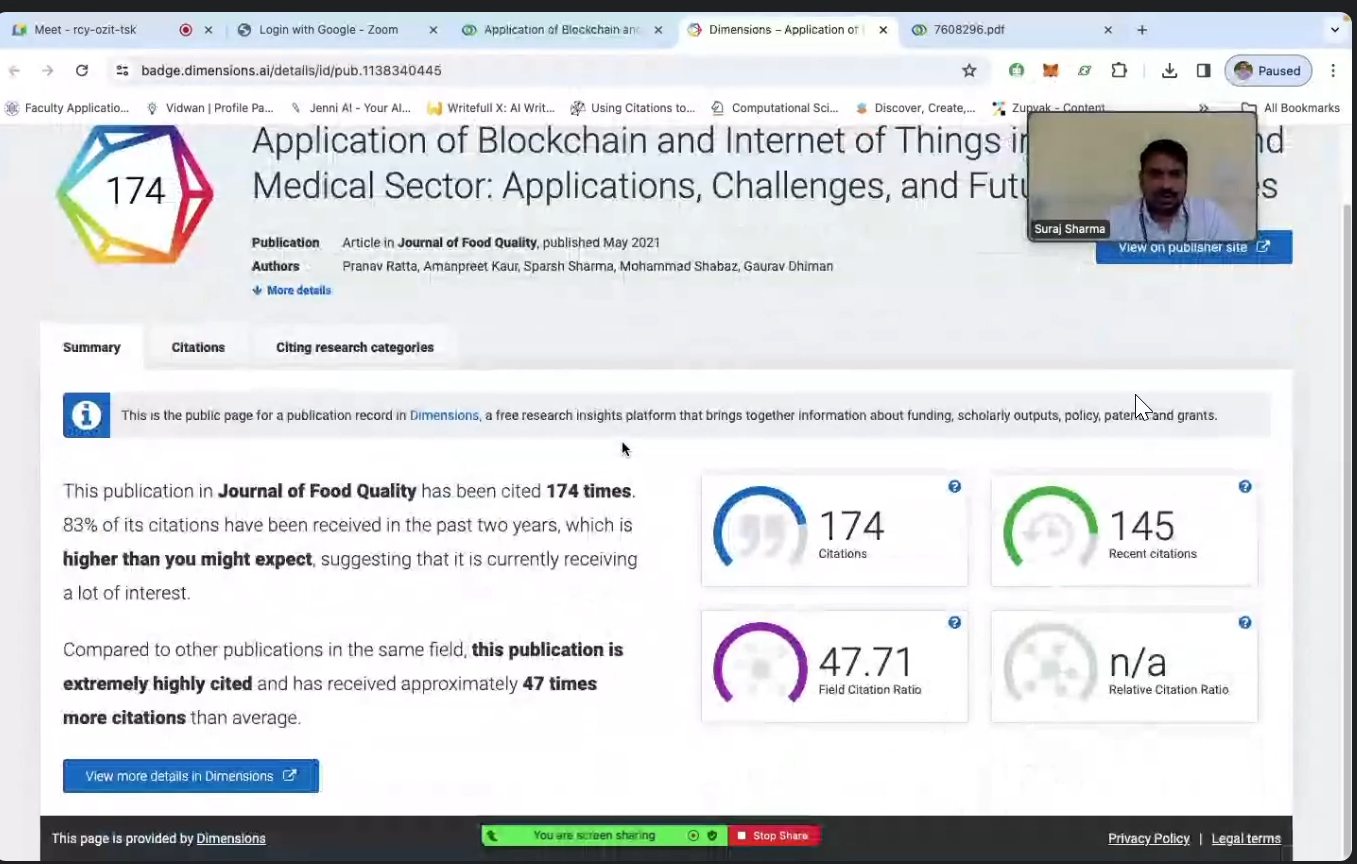 Meet - rcy-ozit-tsk
Login with Google - Zoom
Application of Blockchain and
Dimensions – Application of
7608296.pdf
badge.dimensions.ai/details/id/pub.1138340445
Paused
Faculty Applicatio...
Vidwan | Profile Pa...
Jenni AI - Your AI...
Writefull X: AI Writ...
Using Citations to...
Computational Sci...
Discover, Create,...
Zupyak - Content
All Bookmarks
174
Application of Blockchain and Internet of Things in
Medical Sector: Applications, Challenges, and
Suraj Sharma
Publication Article in Journal of Food Quality, published May 2021
View on publisher site
Authors Pranav Ratta, Amanpreet Kaur, Sparsh Sharma, Mohammad Shabaz, Gaurav Dhiman
More details
Summary Citations Citing research categories
This is the public page for a publication record in Dimensions, a free research insights platform that brings together information about funding, scholarly outputs, policy, and grants.
This publication in Journal of Food Quality has been cited 174 times.
83% of its citations have been received in the past two years, which is
higher than you might expect, suggesting that it is currently receiving
a lot of interest.
Compared to other publications in the same field, this publication is
extremely highly cited and has received approximately 47 times
more citations than average.
174
Citations
145
Recent citations
47.71
Field Citation Ratio
n/a
Relative Citation Ratio
View more details in Dimensions
This page is provided by Dimensions
You are screen sharing
Stop Share
Privacy Policy | Legal terms